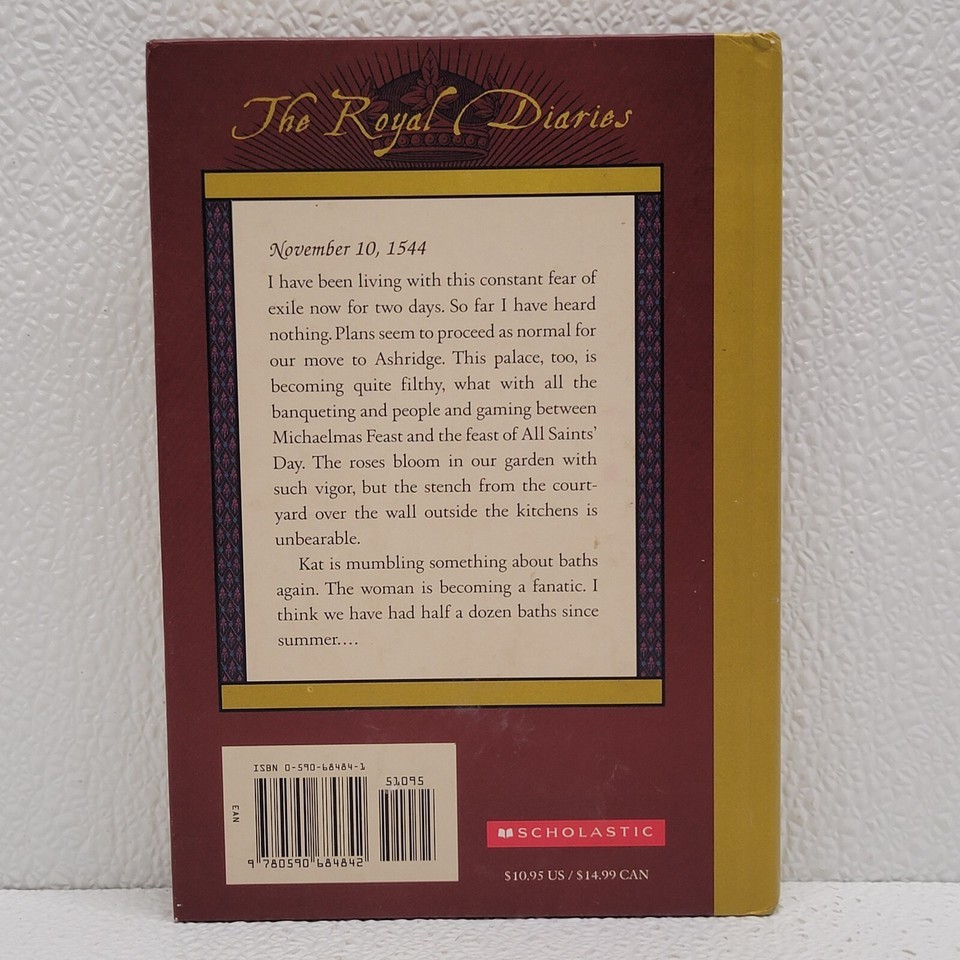 The Royal Diaries
November 10, 1544
I have been living with this constant fear of
exile now for two days. So far I have heard
nothing. Plans seem to proceed as normal for
our move to Ashridge. This palace, too, is
becoming quite filthy, what with all the
banqueting and people and gaming between
Michaelmas Feast and the feast of All Saints'
Day. The roses bloom in our garden with
such vigor, but the stench from the court-
yard over the wall outside the kitchens is
unbearable.
Kat is mumbling something about baths
again. The woman is becoming a fanatic. I
think we have had half a dozen baths since
summer....
ISBN 0-590-68484-1
51095
EAN
9 780590 684842
SCHOLASTIC
$10.95 US / $14.99 CAN